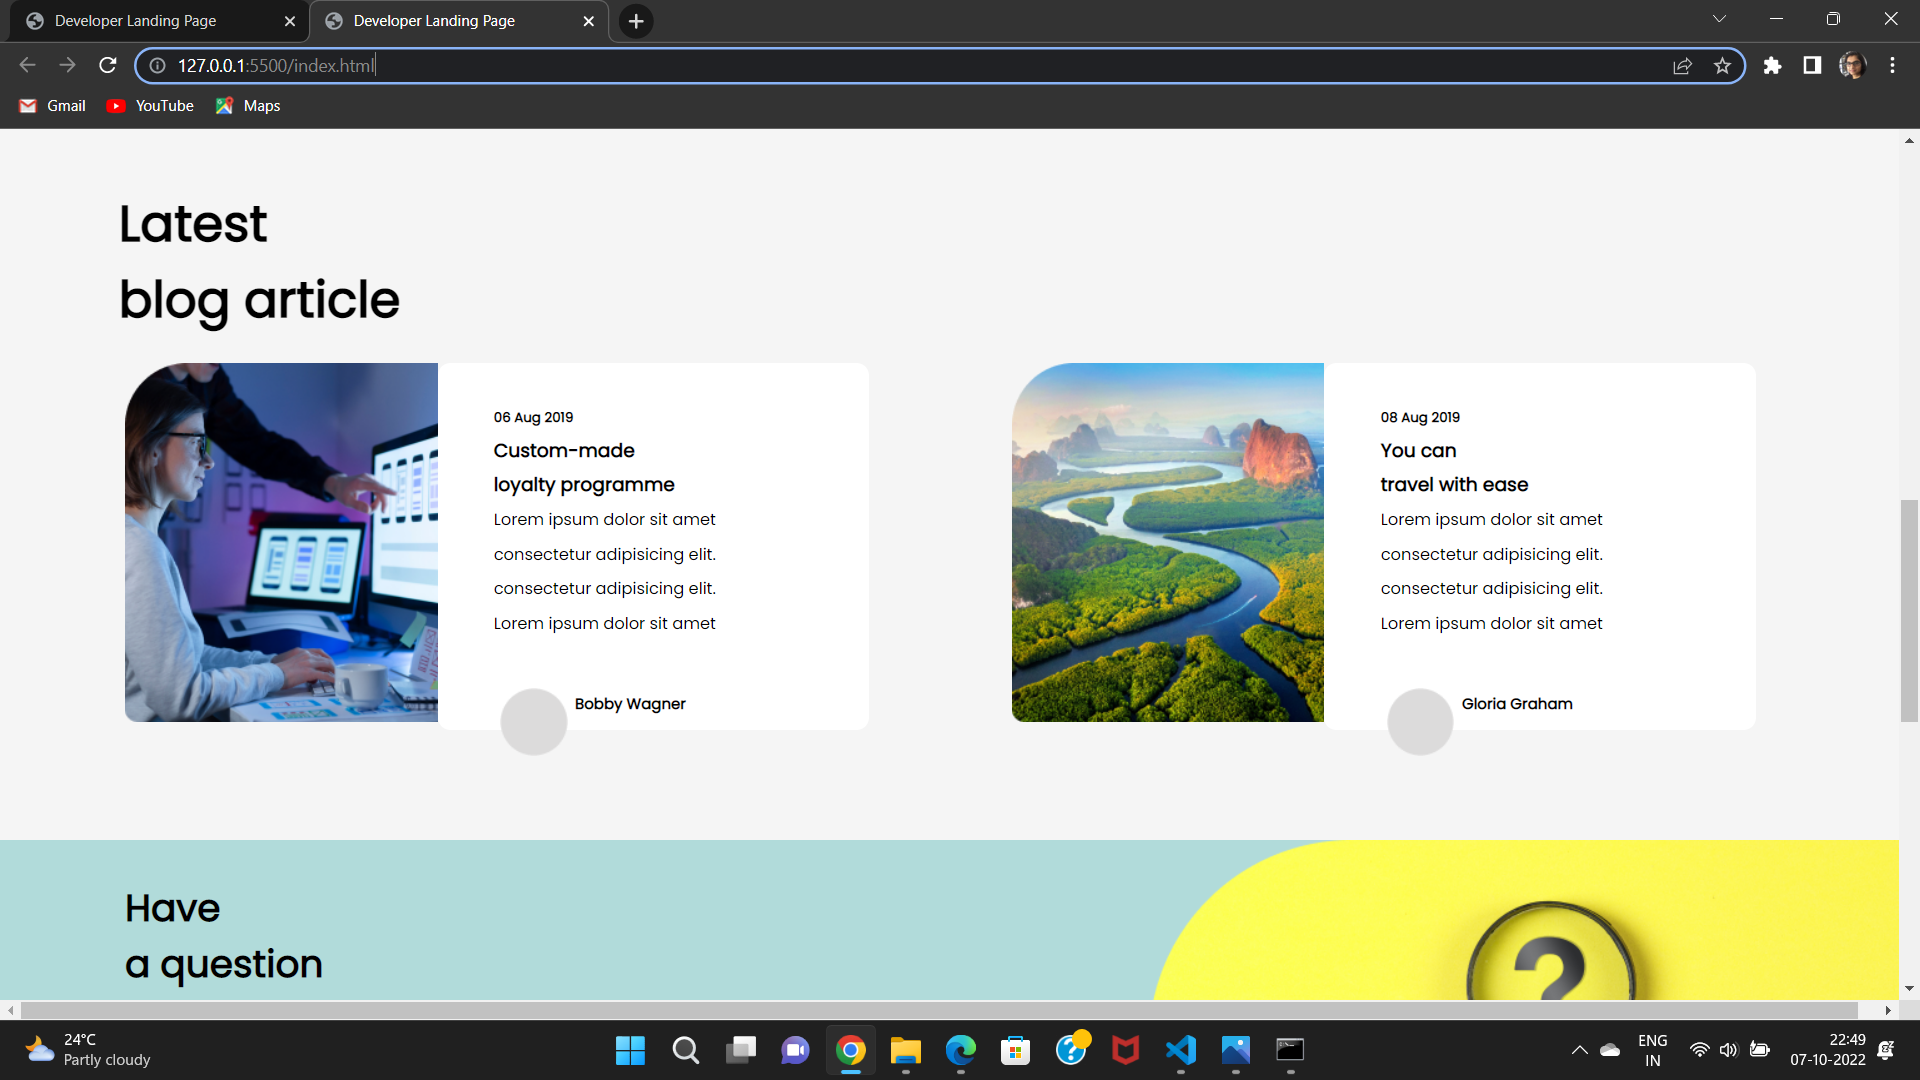 Developer Landing Page
Developer Landing Page
127.0.0.1:5500/index.html
Gmail
YouTube
Maps
Latest
blog article
06 Aug 2019
Custom-made
loyalty programme
Lorem ipsum dolor sit amet
consectetur adipisicing elit.
consectetur adipisicing elit.
Lorem ipsum dolor sit amet
Bobby Wagner
08 Aug 2019
You can
travel with ease
Lorem ipsum dolor sit amet
consectetur adipisicing elit.
consectetur adipisicing elit.
Lorem ipsum dolor sit amet
Gloria Graham
Have
a question
?
24°C
Partly cloudy
ENG
IN
22:49
07-10-2022